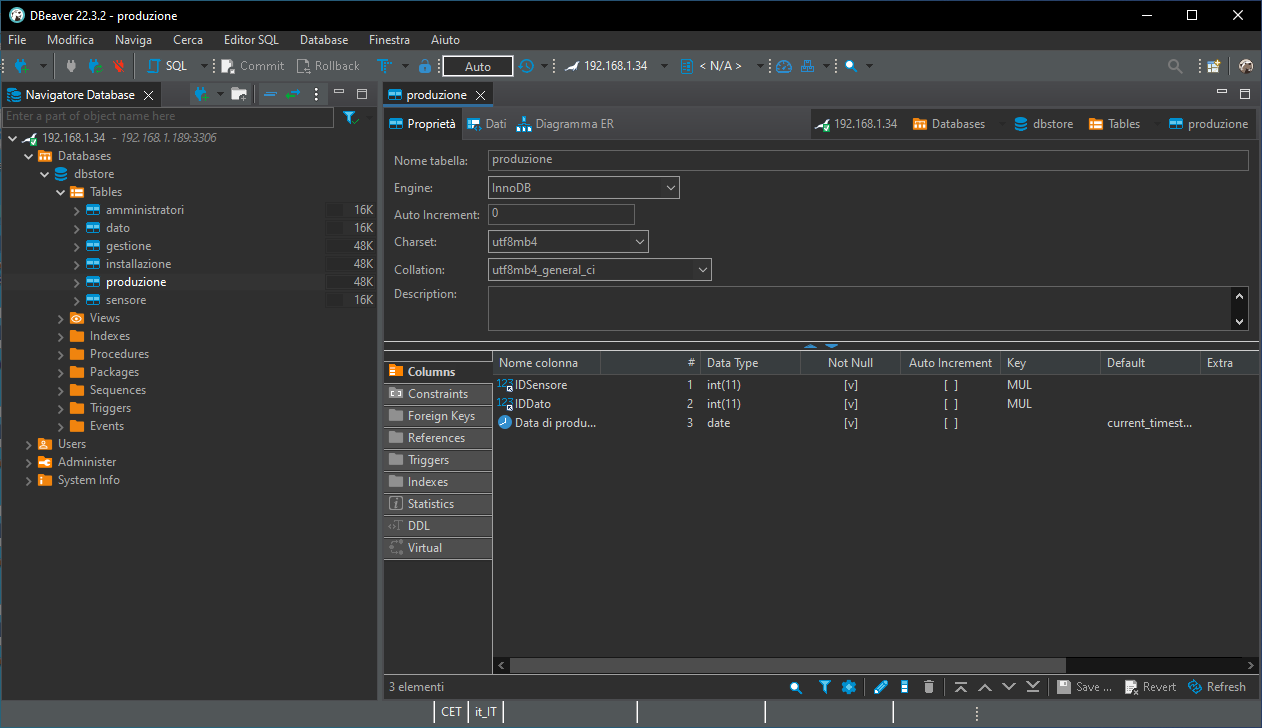 DBeaver 22.3.2 - produzione
File Modifica Naviga Cerca Editor SQL Database Finestra Aiuto
SQL Commit Rollback Auto 192.168.1.34 < N/A >
Navigatore Database
Enter a part of object name here
192.168.1.34 - 192.168.1.189:3306
Databases
dbstore
Tables
amministratori 16K
dato 16K
gestione 48K
installazione 48K
produzione 48K
sensore 16K
Views
Indexes
Procedures
Packages
Sequences
Triggers
Events
Users
Administer
System Info
produzione
Proprietà Dati Diagramma ER 192.168.1.34 Databases dbstore Tables produzione
Nome tabella: produzione
Engine: InnoDB
Auto Increment: 0
Charset: utf8mb4
Collation: utf8mb4_general_ci
Description:
Columns
Constraints
Foreign Keys
References
Triggers
Indexes
Statistics
DDL
Virtual
Nome colonna # Data Type Not Null Auto Increment Key Default Extra
123 IDSensore 1 int(11) [v] [ ] MUL
123 IDDato 2 int(11) [v] [ ] MUL
Data di produ... 3 date [v] [ ] current_timest...
3 elementi Save ... Revert Refresh
CET it_IT